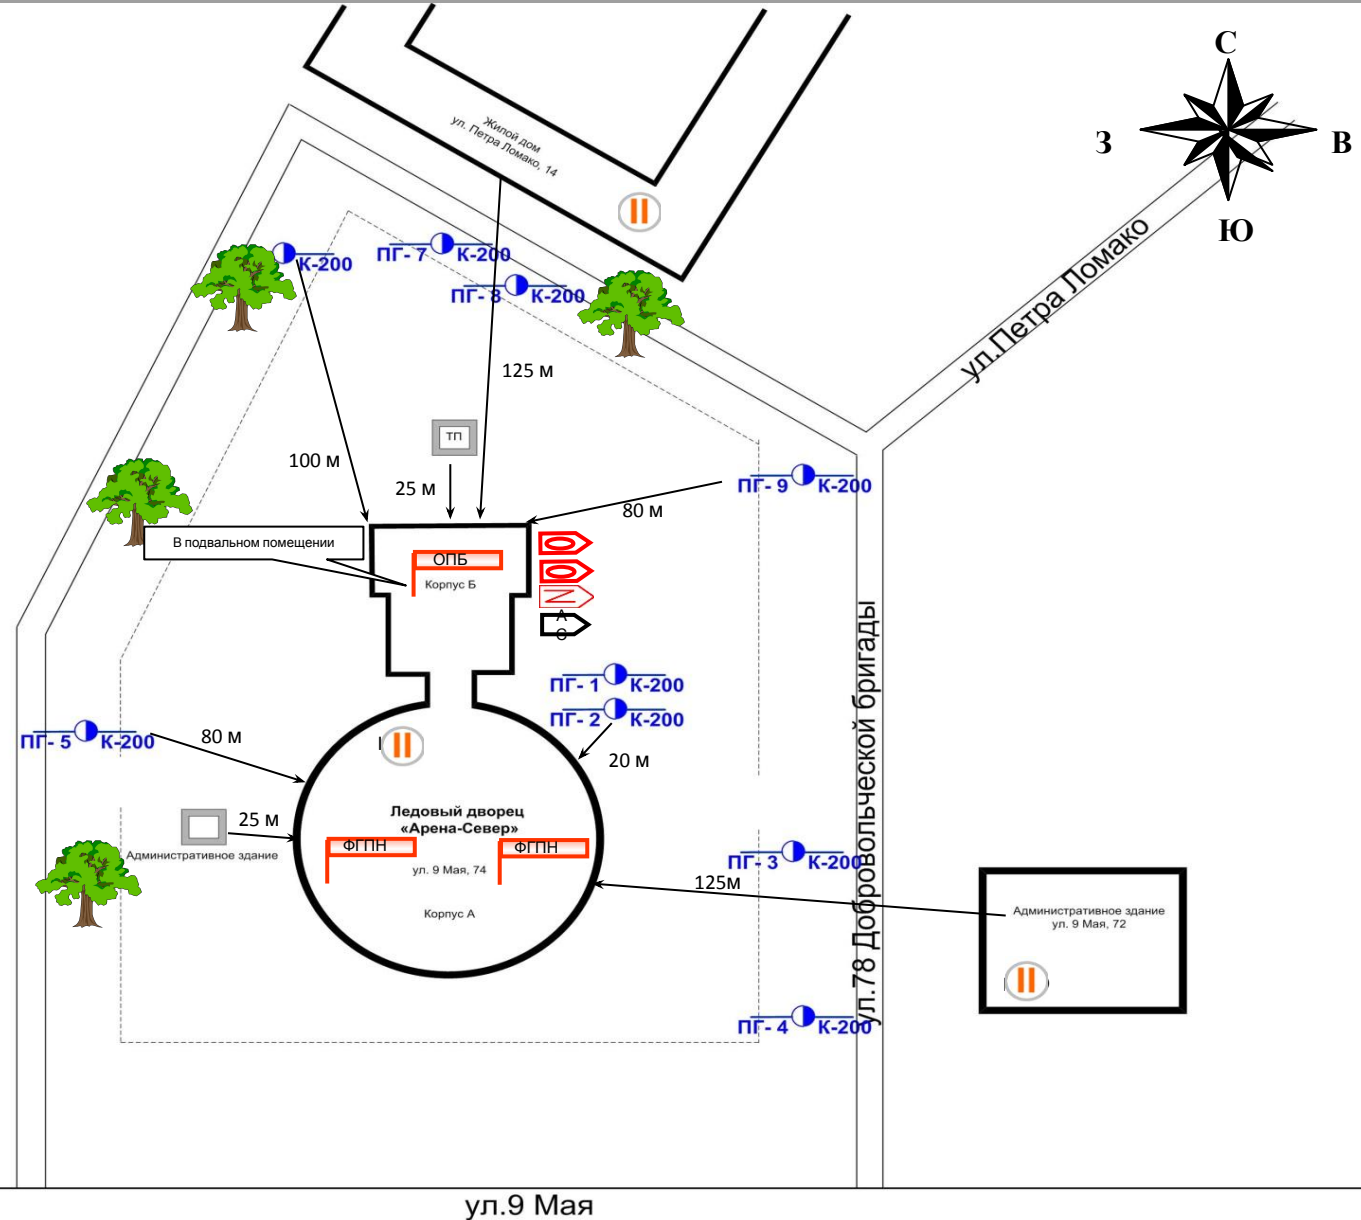 С
З
В
Ю
Жилой дом
ул. Петра Ломако, 14
ул.Петра Ломако
К-200
ПГ- 7
К-200
ПГ- 8
К-200
125 м
ТП
100 м
25 м
ПГ- 9
К-200
80 м
В подвальном помещении
ОПБ
Корпус Б
А
ПГ- 1
К-200
ПГ- 2
К-200
20 м
ПГ- 5
К-200
80 м
25 м
Административное здание
Ледовый дворец
«Арена-Север»
ФГПН
ФГПН
ул. 9 Мая, 74
Корпус А
ПГ- 3
К-200
125м
ул.78 Добровольческой бригады
Административное здание
ул. 9 Мая, 72
ПГ- 4
К-200
ул.9 Мая